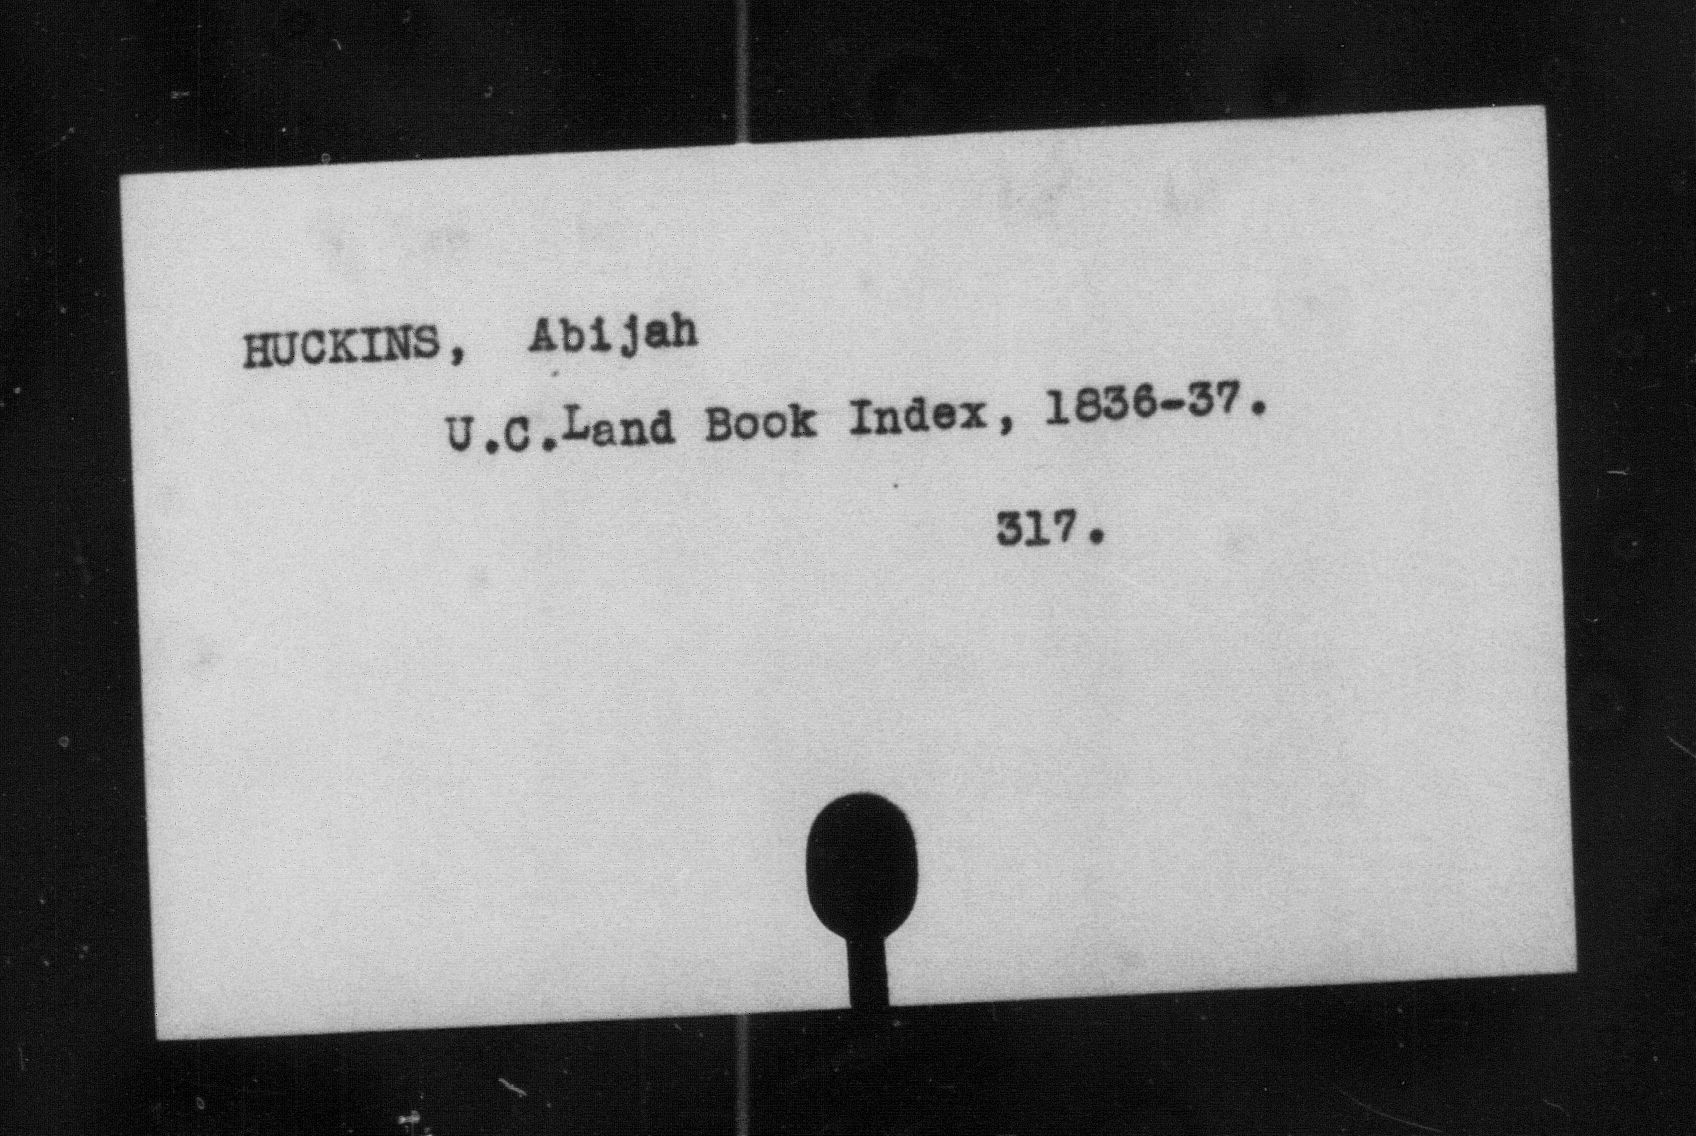 HUCKINS, Abijah
U.C.Land Book Index, 1836-37.
317.